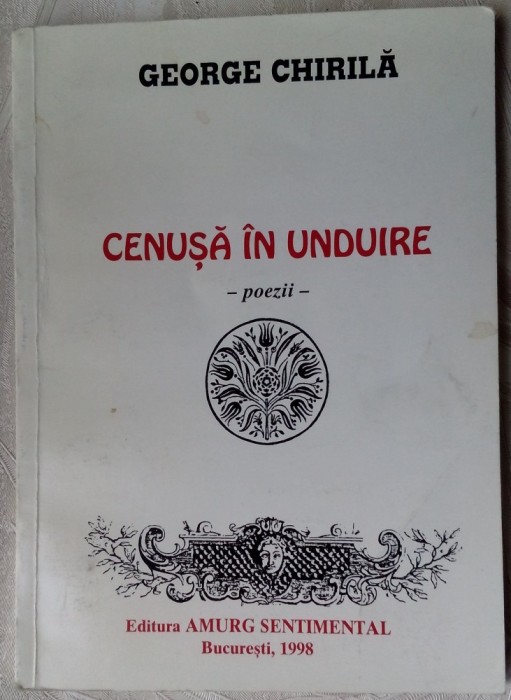 GEORGE CHIRILĂ
CENUȘĂ ÎN UNDUIRE
– poezii –
Editura AMURG SENTIMENTAL
București, 1998